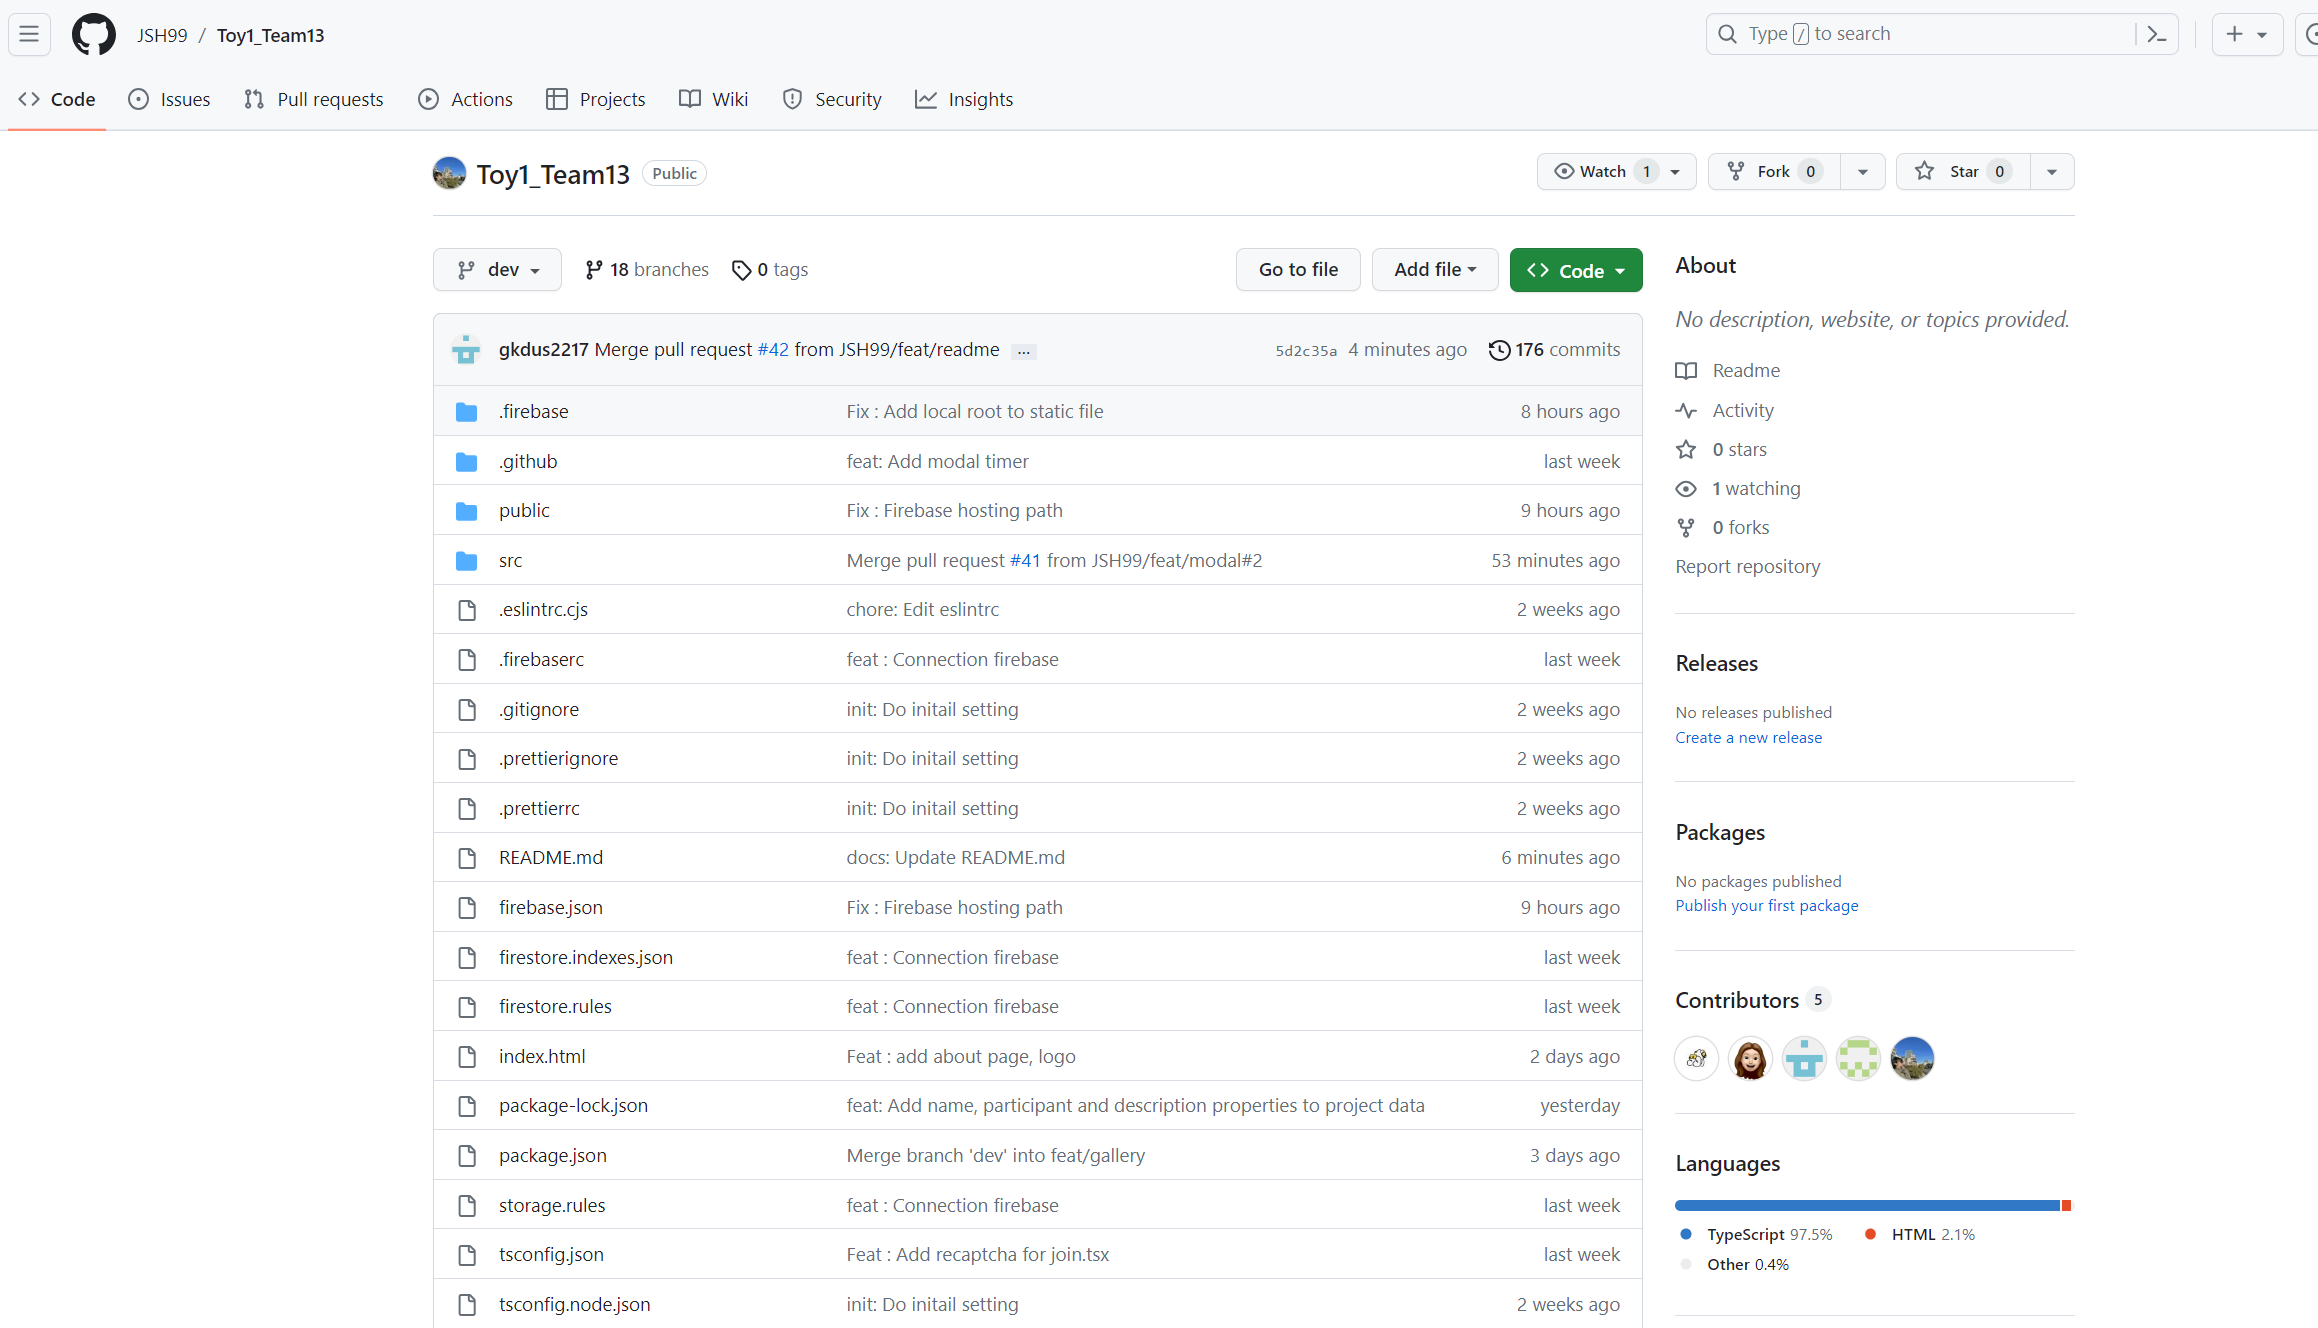 JSH99 / Toy1_Team13
Type / to search
Code Issues Pull requests Actions Projects Wiki Security Insights
Toy1_Team13 Public
Watch 1 Fork 0 Star 0
dev 18 branches 0 tags Go to file Add file Code
gkdus2217 Merge pull request #42 from JSH99/feat/readme ... 5d2c35a 4 minutes ago 176 commits
.firebase Fix : Add local root to static file 8 hours ago
.github feat: Add modal timer last week
public Fix : Firebase hosting path 9 hours ago
src Merge pull request #41 from JSH99/feat/modal#2 53 minutes ago
.eslintrc.cjs chore: Edit eslintrc 2 weeks ago
.firebaserc feat : Connection firebase last week
.gitignore init: Do initail setting 2 weeks ago
.prettierignore init: Do initail setting 2 weeks ago
.prettierrc init: Do initail setting 2 weeks ago
README.md docs: Update README.md 6 minutes ago
firebase.json Fix : Firebase hosting path 9 hours ago
firestore.indexes.json feat : Connection firebase last week
firestore.rules feat : Connection firebase last week
index.html Feat : add about page, logo 2 days ago
package-lock.json feat: Add name, participant and description properties to project data yesterday
package.json Merge branch 'dev' into feat/gallery 3 days ago
storage.rules feat : Connection firebase last week
tsconfig.json Feat : Add recaptcha for join.tsx last week
tsconfig.node.json init: Do initail setting 2 weeks ago
About
No description, website, or topics provided.
Readme
Activity
0 stars
1 watching
0 forks
Report repository
Releases
No releases published
Create a new release
Packages
No packages published
Publish your first package
Contributors 5
Languages
TypeScript 97.5% HTML 2.1%
Other 0.4%